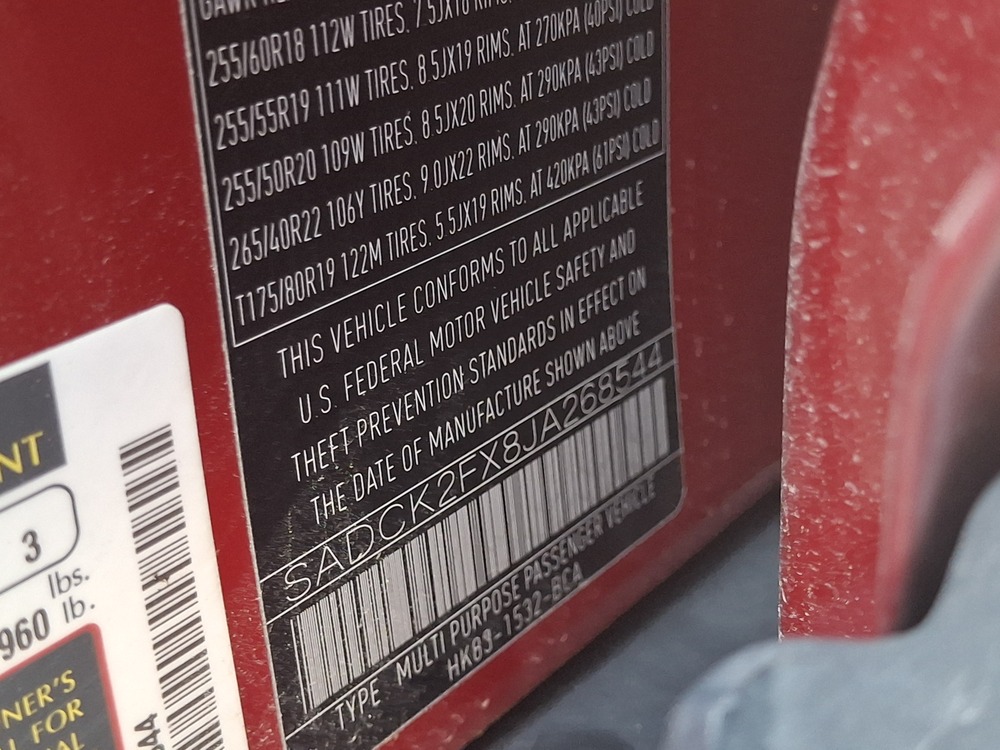 255/60R18 112W TIRES. 7.5JX18 RIMS. (40PSI) COLD
255/55R19 111W TIRES. 8.5JX19 RIMS. AT 270KPA (40PSI) COLD
255/50R20 109W TIRES. 8.5JX20 RIMS. AT 290KPA (43PSI) COLD
265/40R22 106Y TIRES. 9.0JX22 RIMS. AT 290KPA (43PSI) COLD
T175/80R19 122M TIRES. 5.5JX19 RIMS. AT 420KPA (61PSI) COLD
THIS VEHICLE CONFORMS TO ALL APPLICABLE
U.S. FEDERAL MOTOR VEHICLE SAFETY AND
THEFT PREVENTION STANDARDS IN EFFECT ON
THE DATE OF MANUFACTURE SHOWN ABOVE
SADCK2FX8JA268544
TYPE MULTI PURPOSE PASSENGER VEHICLE
HK83-1532-BCA
NT
3
lbs.
960 lb.
NER'S
FOR
544